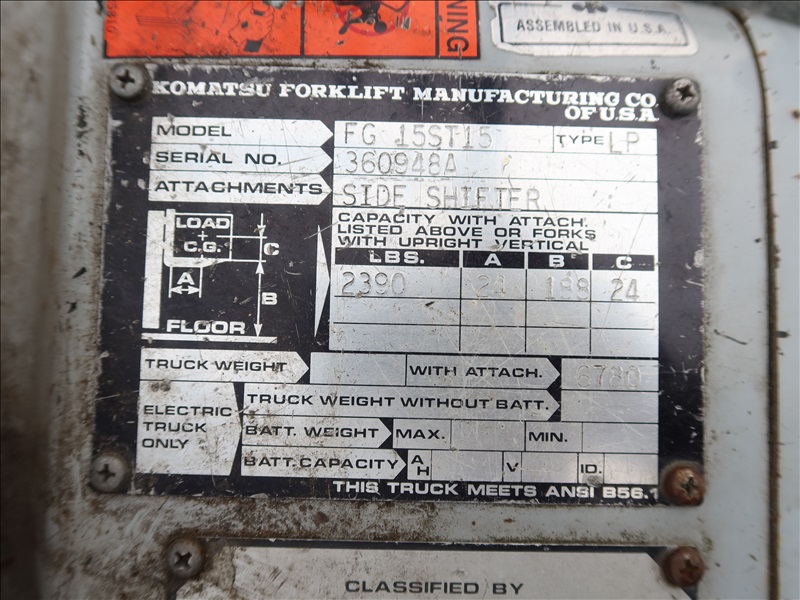 WARNING
ASSEMBLED IN U.S.A.
KOMATSU FORKLIFT MANUFACTURING CO.
OF U.S.A.
MODEL FG 15ST15 TYPE LP
SERIAL NO. 360948A
ATTACHMENTS SIDE SHIFTER
CAPACITY WITH ATTACH.
LISTED ABOVE OR FORKS
WITH UPRIGHT VERTICAL
LOAD
C.G.
C
A
B
FLOOR
LBS. A B C
2390 24 188 24
TRUCK WEIGHT WITH ATTACH. 6780
ELECTRIC
TRUCK
ONLY
TRUCK WEIGHT WITHOUT BATT.
BATT. WEIGHT MAX. MIN.
BATT. CAPACITY AH V ID.
THIS TRUCK MEETS ANSI B56.1
CLASSIFIED BY